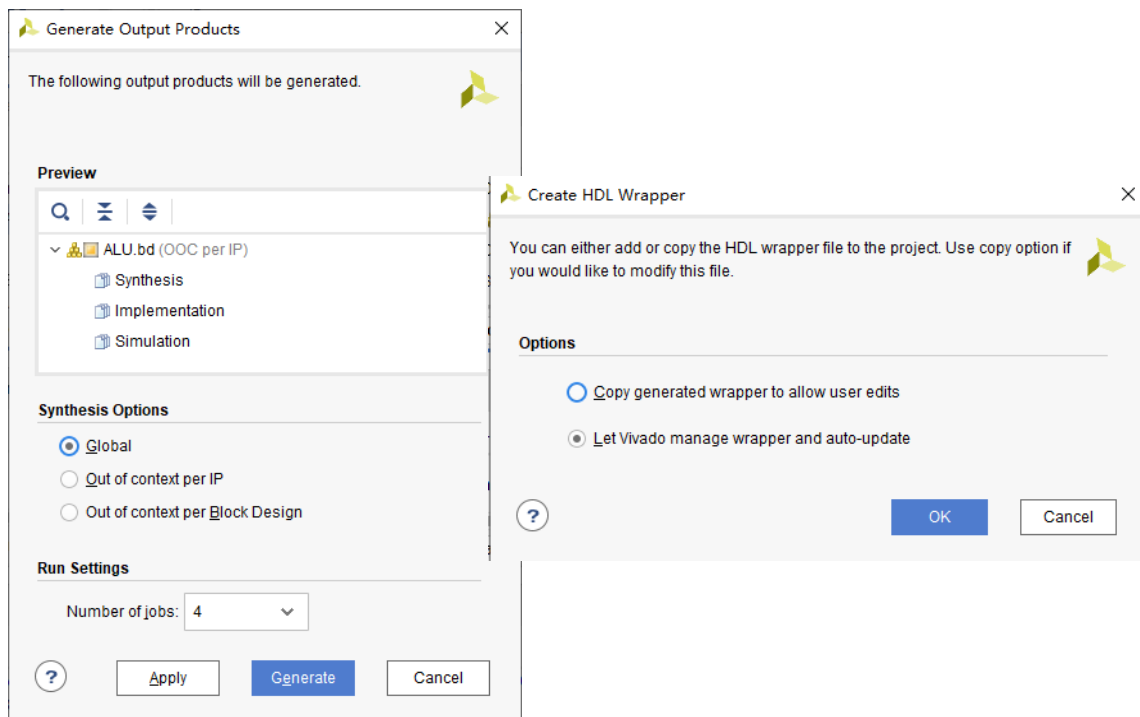 Generate Output Products
The following output products will be generated.
Preview
ALU.bd (OOC per IP)
Synthesis
Implementation
Simulation
Synthesis Options
Global
Out of context per IP
Out of context per Block Design
Run Settings
Number of jobs: 4
? Apply Generate Cancel
Create HDL Wrapper
You can either add or copy the HDL wrapper file to the project. Use copy option if
you would like to modify this file.
Options
Copy generated wrapper to allow user edits
Let Vivado manage wrapper and auto-update
? OK Cancel